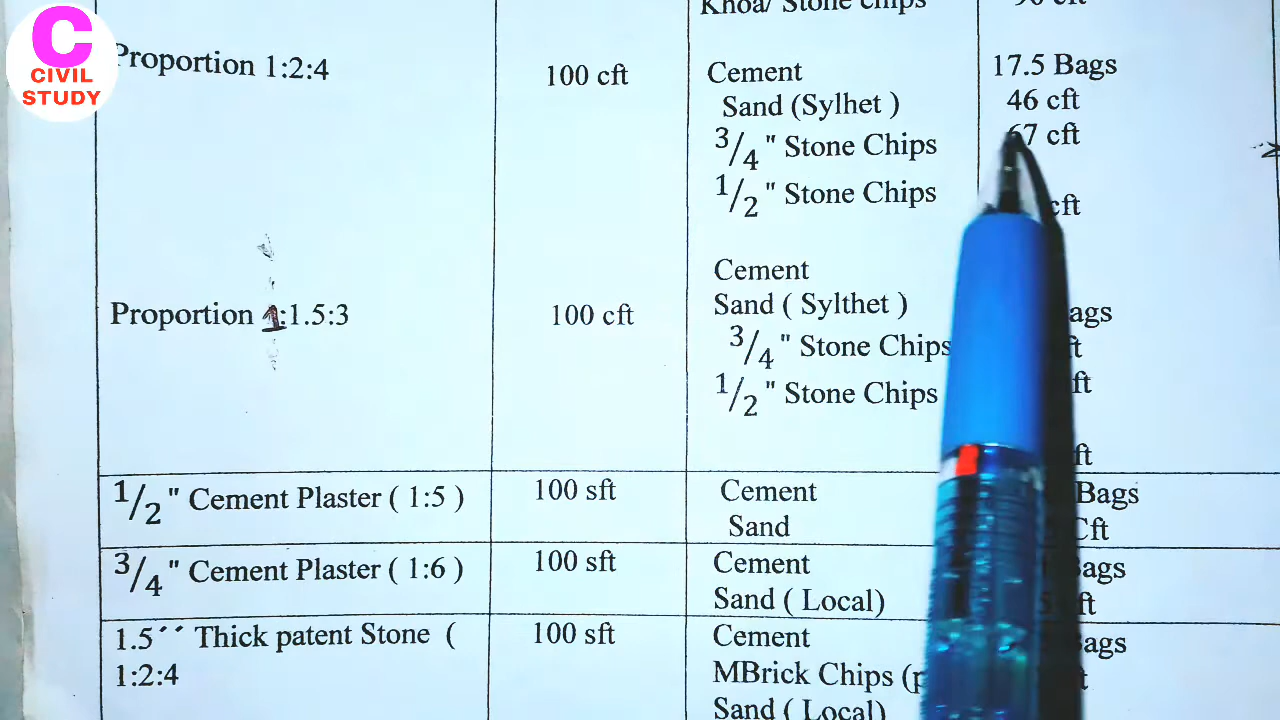 C
CIVIL
STUDY
Khoa/ Stone chips
Proportion 1:2:4 100 cft Cement 17.5 Bags
Sand (Sylhet ) 46 cft
3/4 " Stone Chips 67 cft
1/2 " Stone Chips cft
Cement
Proportion 1:1.5:3 100 cft Sand ( Sylthet )
3/4 " Stone Chips
1/2 " Stone Chips
1/2 " Cement Plaster ( 1:5 ) 100 sft Cement Bags
Sand Cft
3/4 " Cement Plaster ( 1:6 ) 100 sft Cement
Sand ( Local)
1.5´´ Thick patent Stone ( 100 sft Cement
1:2:4 MBrick Chips
Sand ( Local)